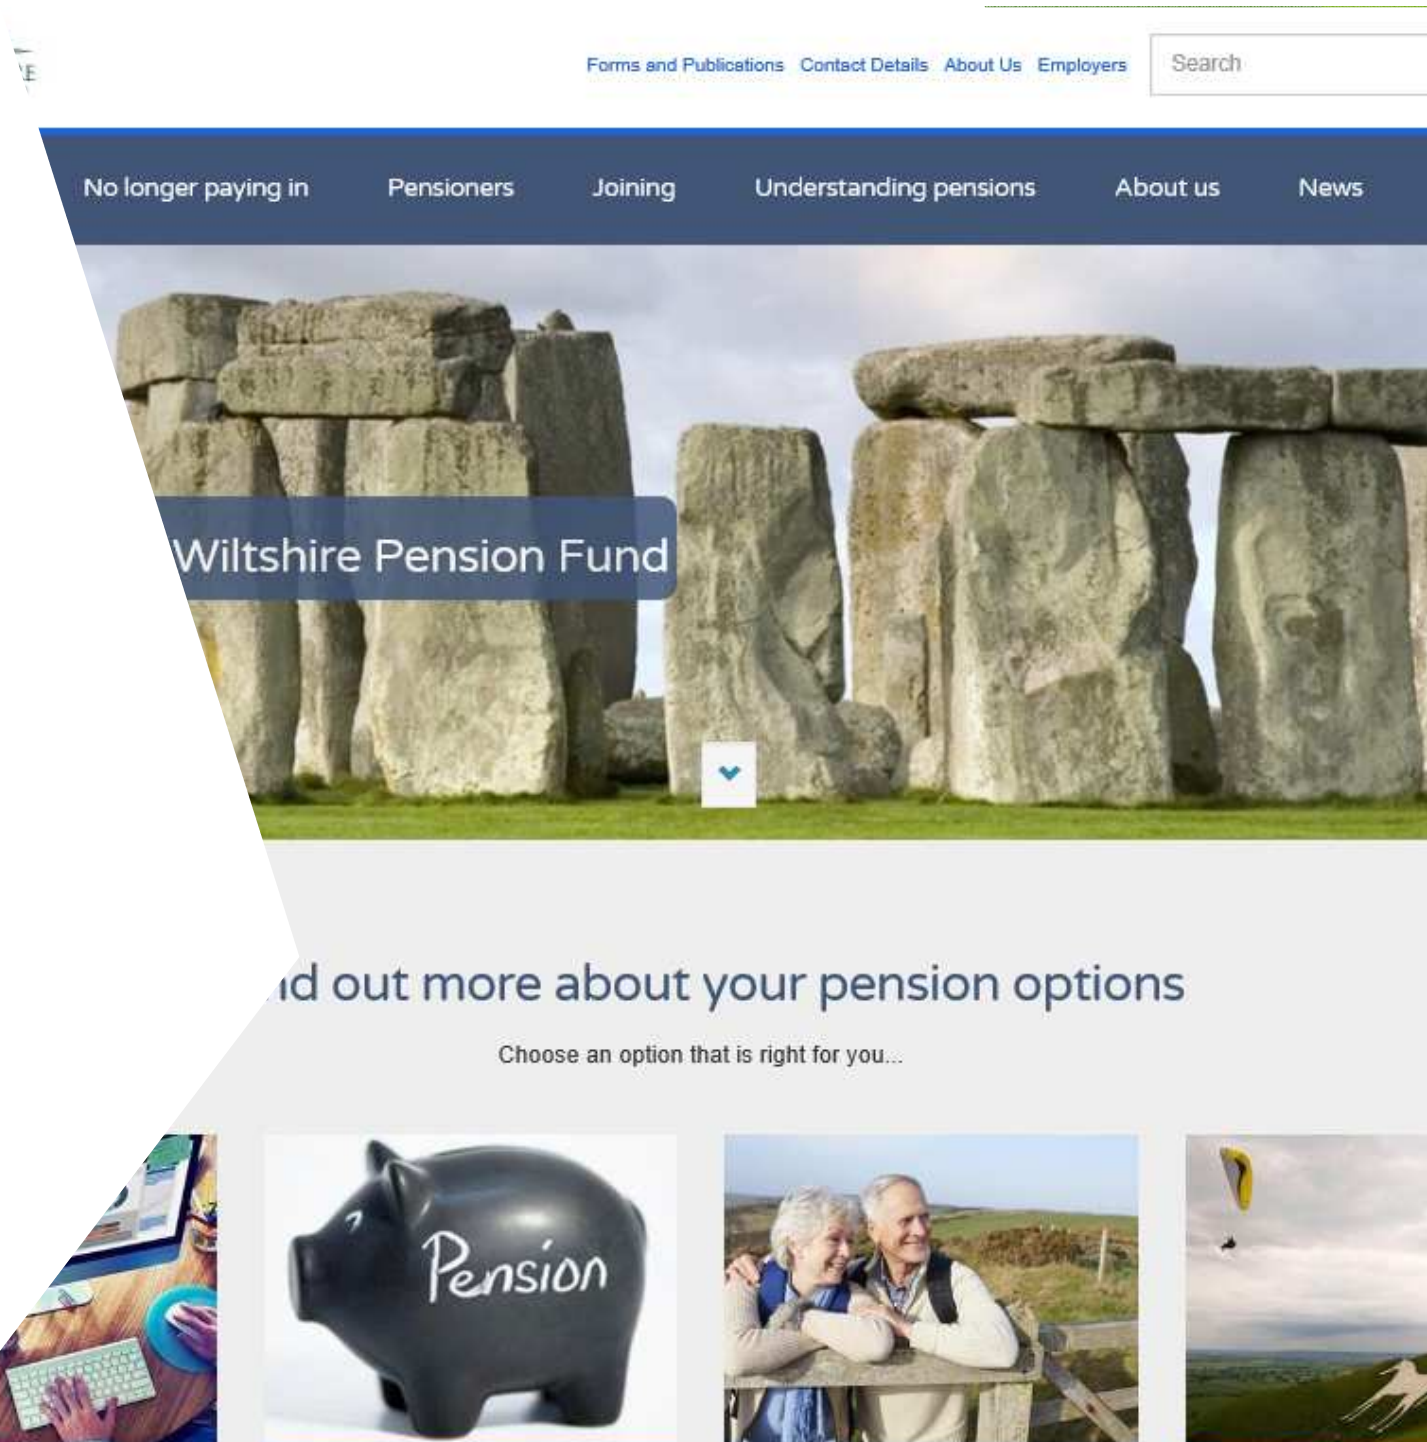 Forms and Publications Contact Details About Us Employers Search
No longer paying in Pensioners Joining Understanding pensions About us News
Wiltshire Pension Fund
out more about your pension options
Choose an option that is right for you...
Pension